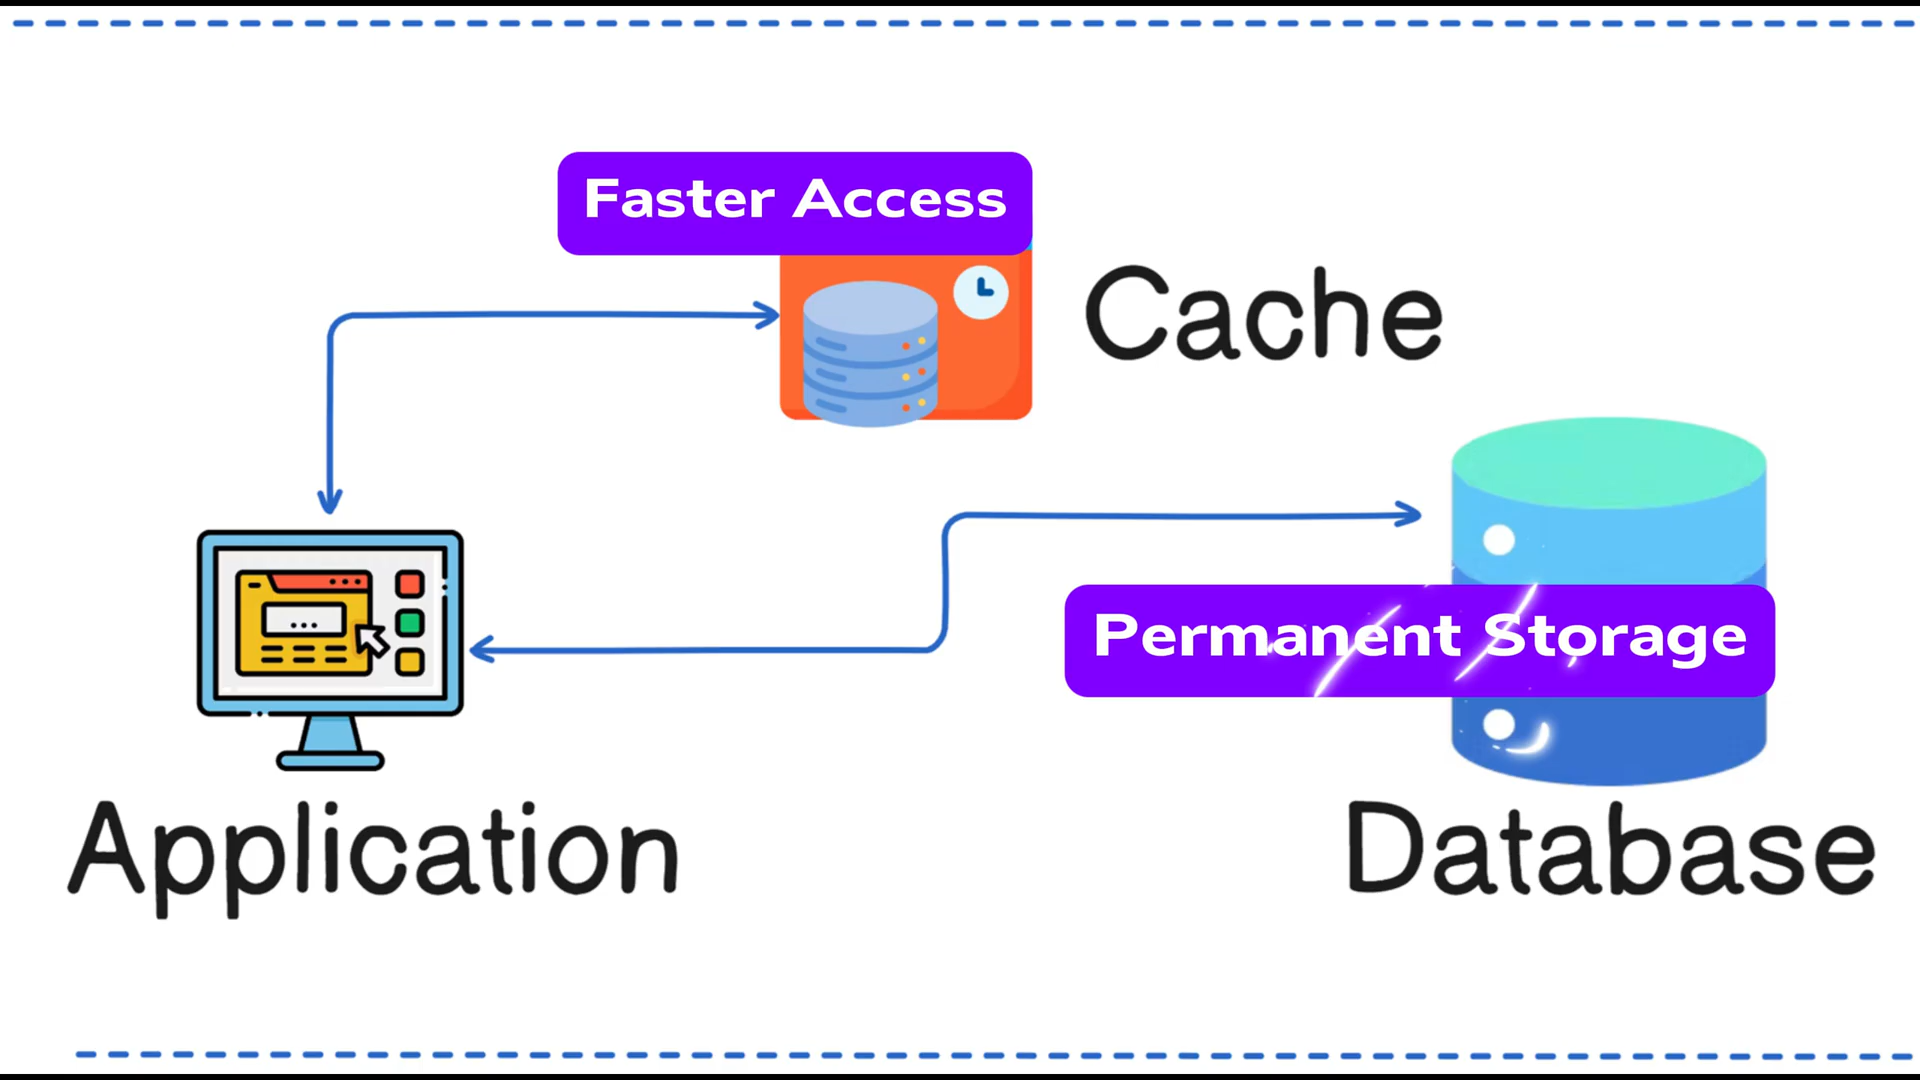 Faster Access
Cache
Permanent Storage
Application
Database